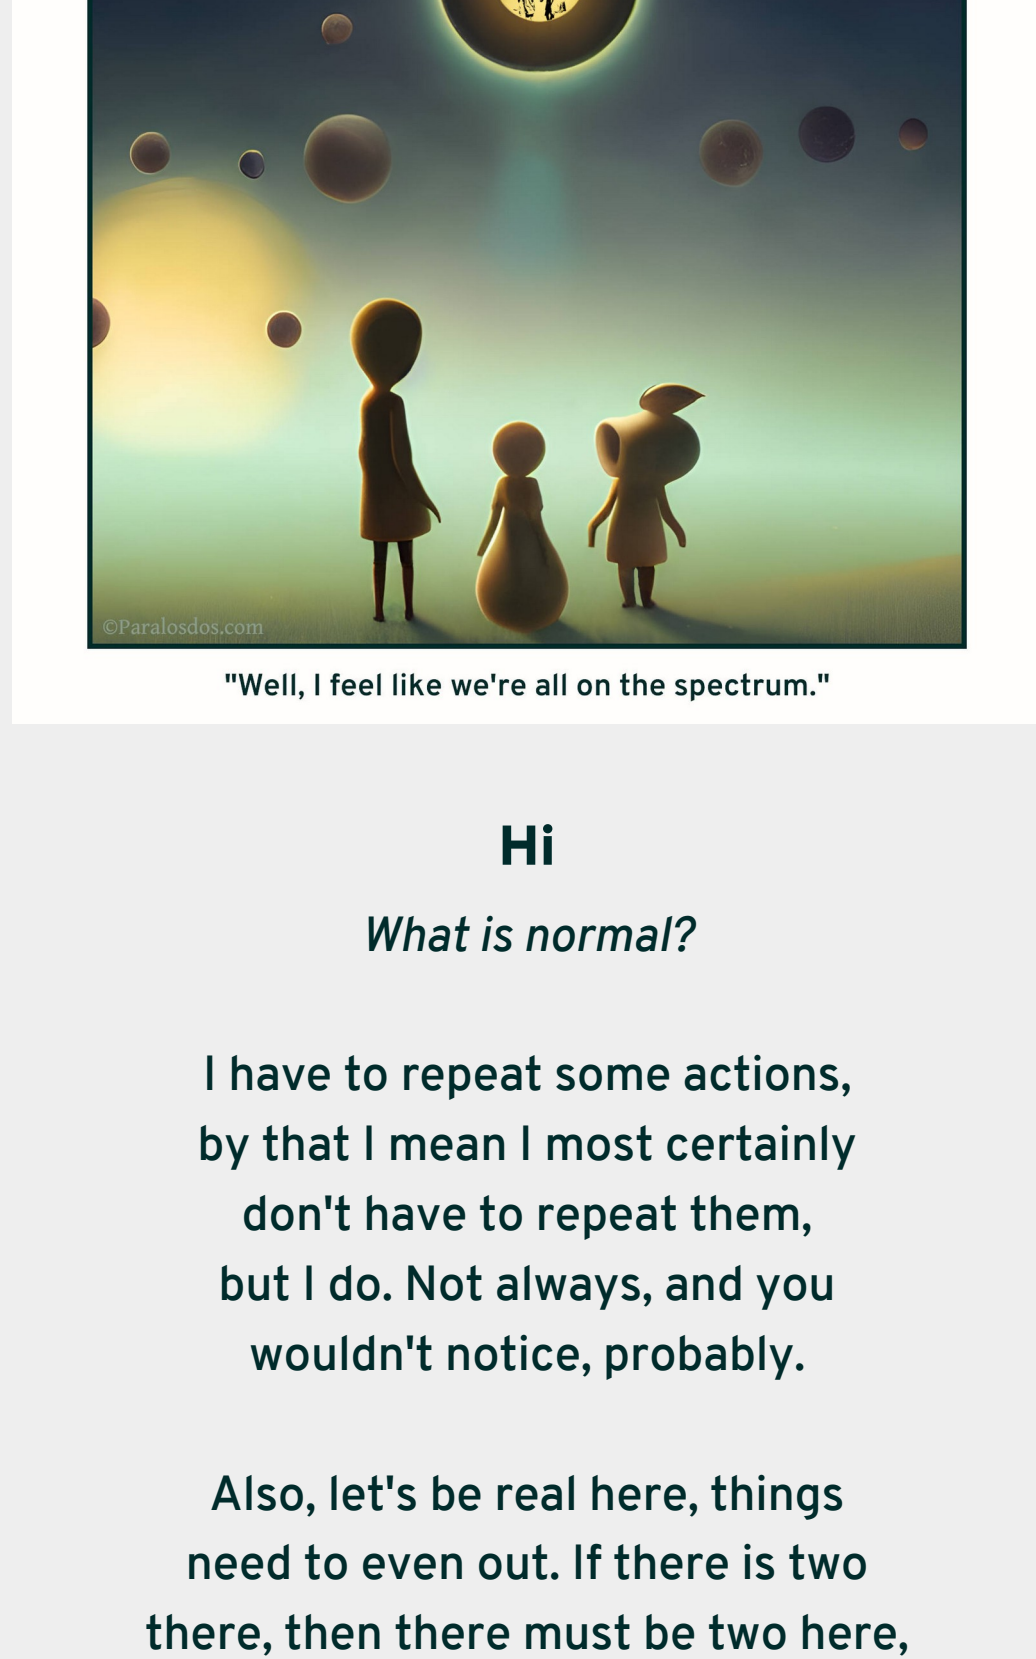 ©Paralosdos.com
"Well, I feel like we're all on the spectrum."
Hi
What is normal?
I have to repeat some actions,
by that I mean I most certainly
don't have to repeat them,
but I do. Not always, and you
wouldn't notice, probably.
Also, let's be real here, things
need to even out. If there is two
there, then there must be two here,